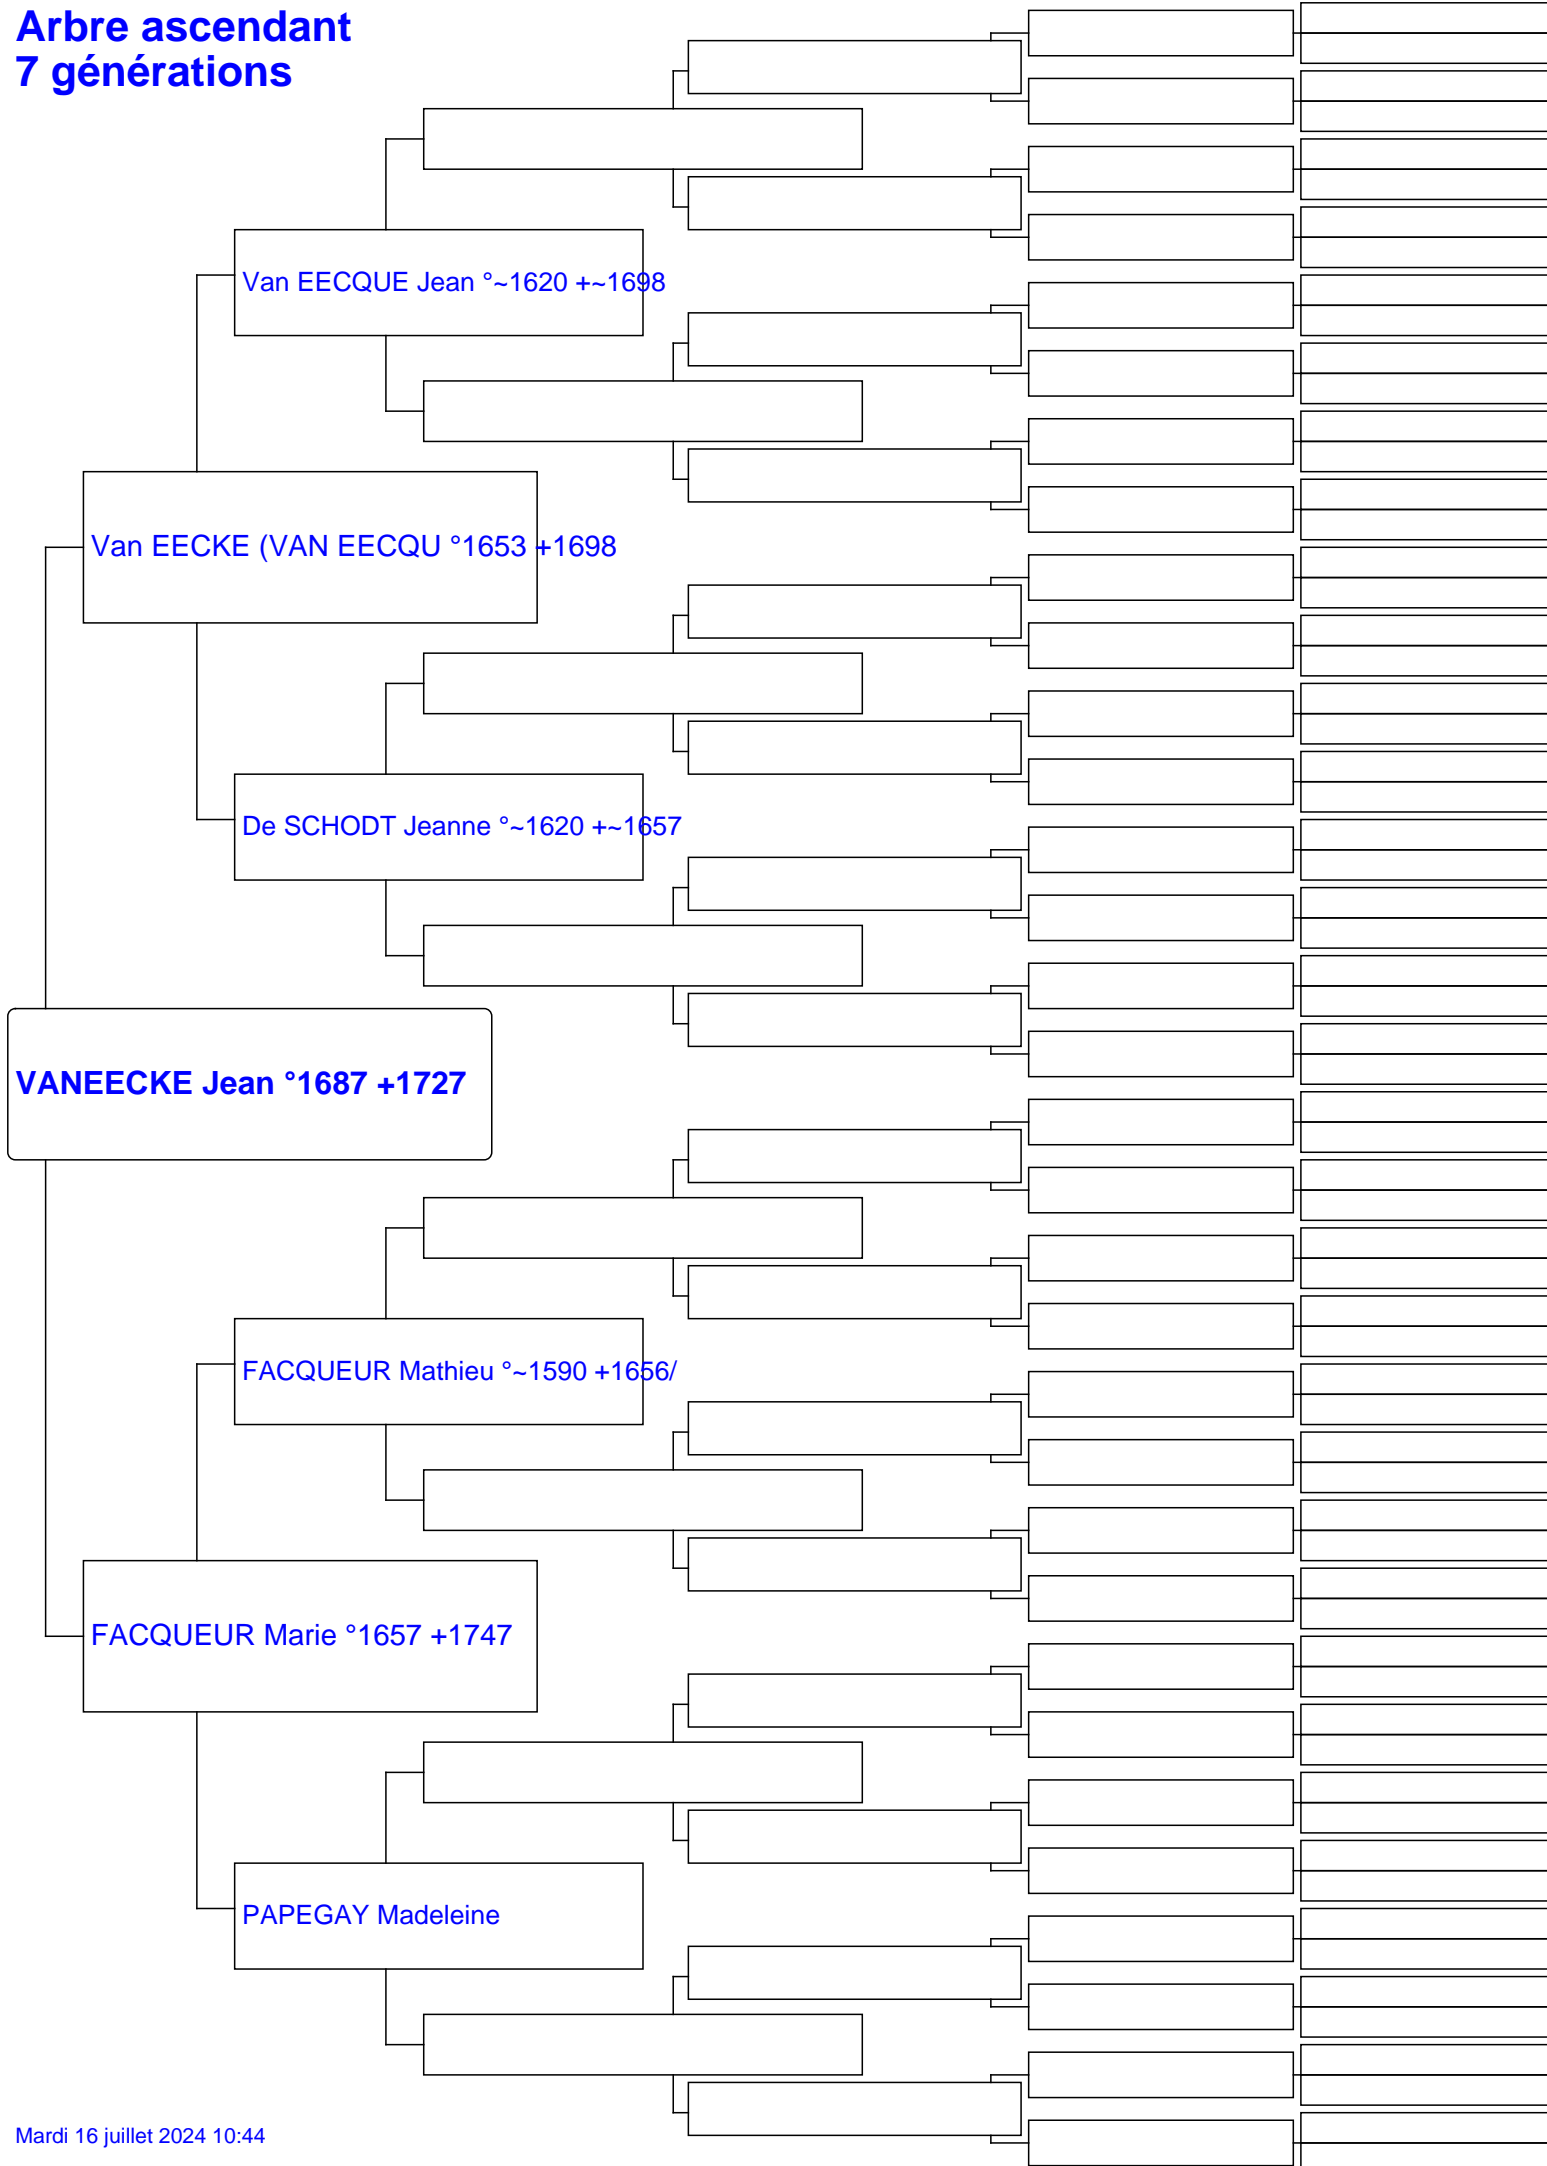 Arbre ascendant
7 générations
Van EECQUE Jean °~1620 +~1698
Van EECKE (VAN EECQU °1653 +1698
De SCHODT Jeanne °~1620 +~1657
VANEECKE Jean °1687 +1727
FACQUEUR Mathieu °~1590 +1656/
FACQUEUR Marie °1657 +1747
PAPEGAY Madeleine
Mardi 16 juillet 2024 10:44